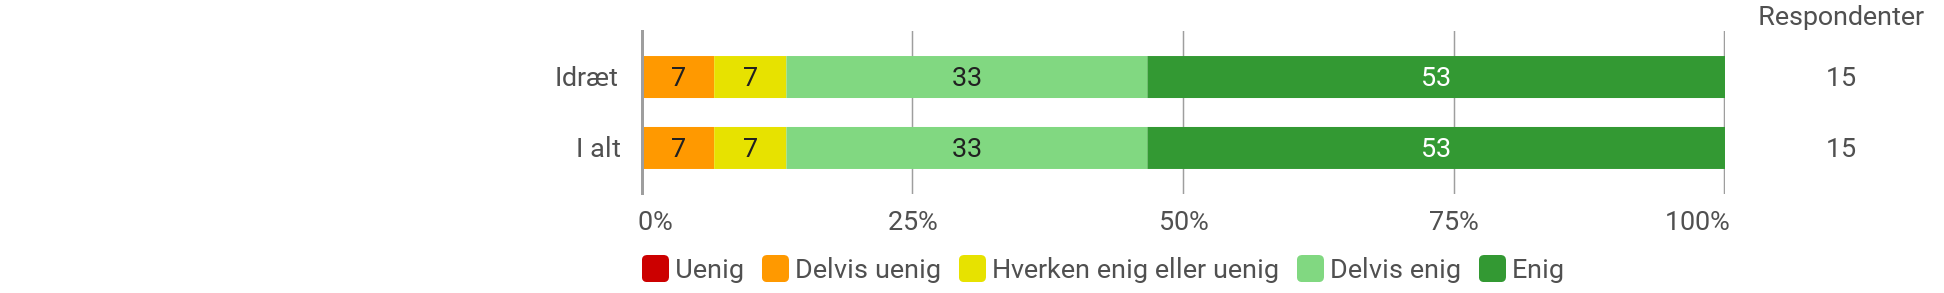 Respondenter
Idræt 7 7 33 53 15
I alt 7 7 33 53 15
0% 25% 50% 75% 100%
Uenig Delvis uenig Hverken enig eller uenig Delvis enig Enig